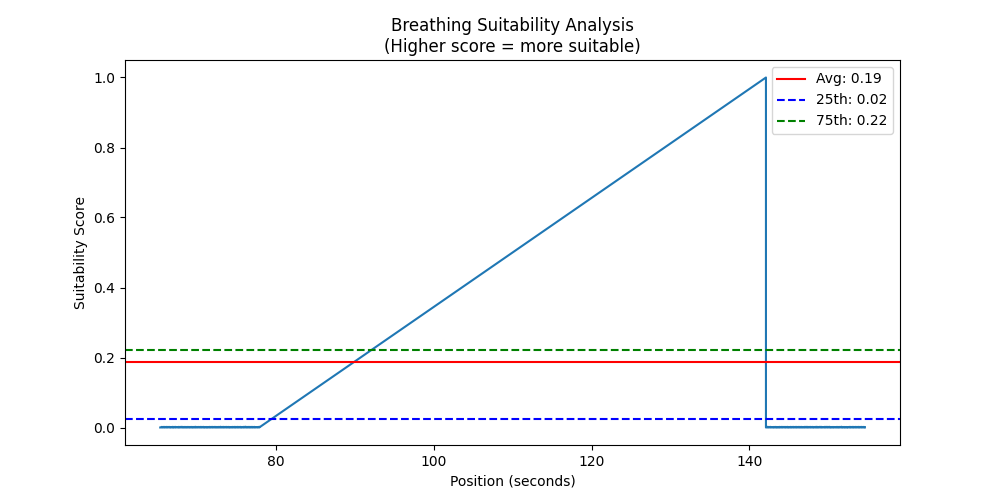 Breathing Suitability Analysis
(Higher score = more suitable)
Avg: 0.19
25th: 0.02
75th: 0.22
Suitability Score
1.0
0.8
0.6
0.4
0.2
0.0
80
100
120
140
Position (seconds)